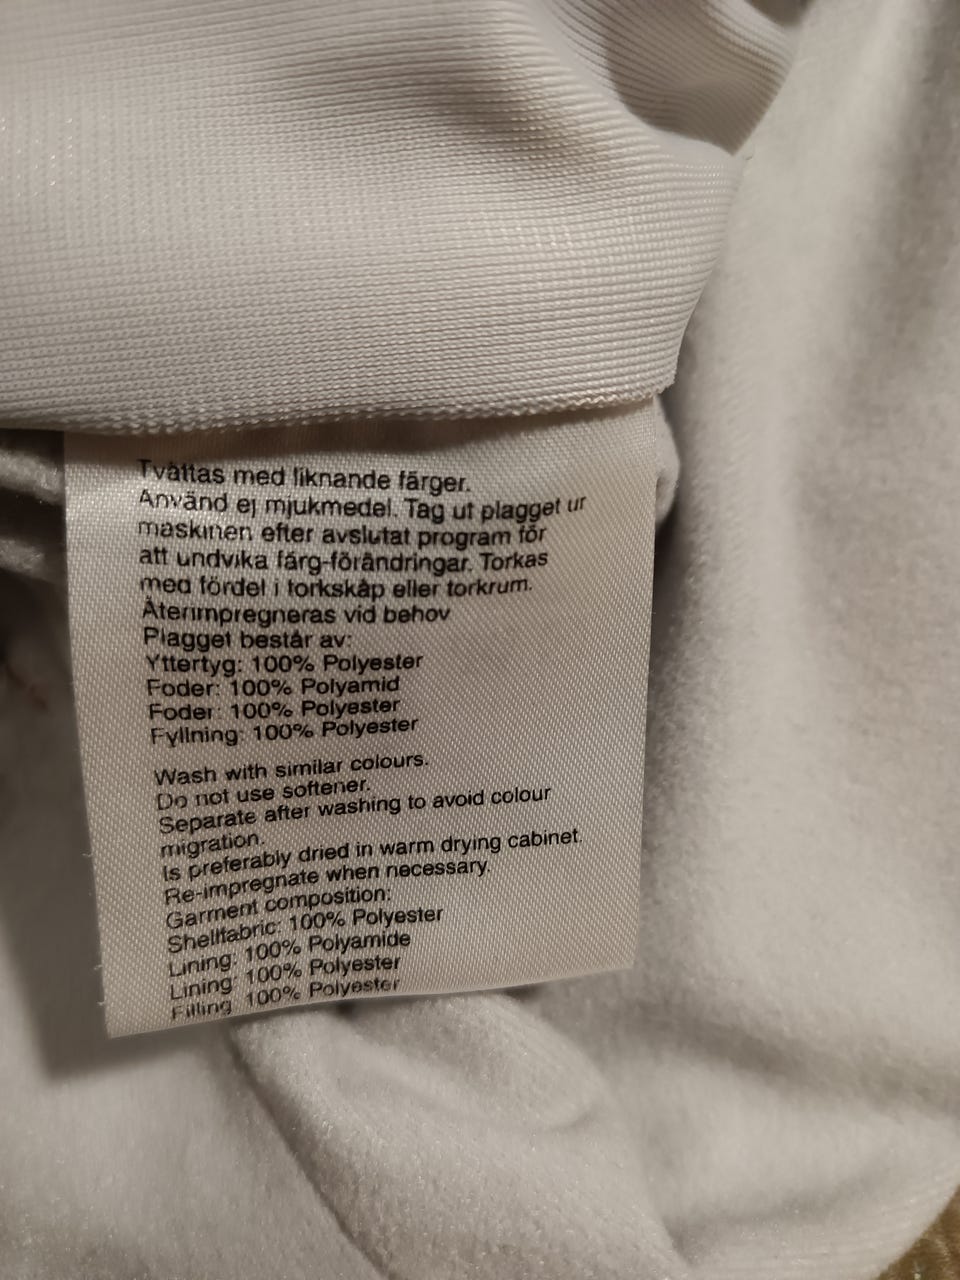 Tvättas med liknande färger.
Använd ej mjukmedel. Tag ut plagget ur
maskinen efter avslutat program för
att undvika färg-förändringar. Torkas
med fördel i torkskåp eller torkrum.
Återimpregneras vid behov
Plagget består av:
Yttertyg: 100% Polyester
Foder: 100% Polyamid
Foder: 100% Polyester
Fyllning: 100% Polyester
Wash with similar colours.
Do not use softener.
Separate after washing to avoid colour
migration.
Is preferably dried in warm drying cabinet.
Re-impregnate when necessary.
Garment composition:
Shellfabric: 100% Polyester
Lining: 100% Polyamide
Lining: 100% Polyester
Filling: 100% Polyester